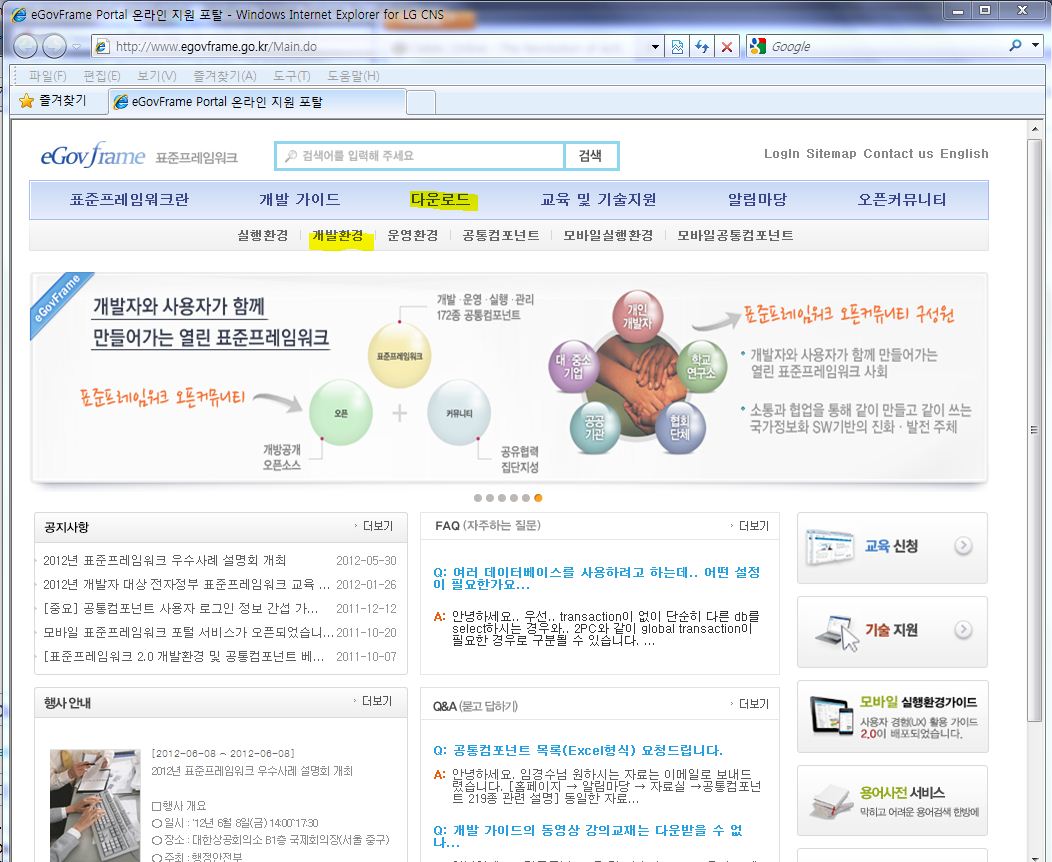 eGovFrame Portal 온라인 지원 포탈 - Windows Internet Explorer for LG CNS
http://www.egovframe.go.kr/Main.do
Google
파일(F) 편집(E) 보기(V) 즐겨찾기(A) 도구(T) 도움말(H)
즐겨찾기 eGovFrame Portal 온라인 지원 포탈
eGovframe 표준프레임워크
검색어를 입력해 주세요 검색
LogIn Sitemap Contact us English
표준프레임워크란 개발 가이드 다운로드 교육 및 기술지원 알림마당 오픈커뮤니티
실행환경 개발환경 운영환경 공통컴포넌트 모바일실행환경 모바일공통컴포넌트
eGovFrame
개발자와 사용자가 함께
만들어가는 열린 표준프레임워크
표준프레임워크 오픈커뮤니티
개발 · 운영 · 실행 · 관리
172종 공통컴포넌트
표준프레임워크
오픈 + 커뮤니티
개방공개
오픈소스
공유협력
집단지성
개인
개발자
대 중소
기업
학교
연구소
공공
기관
협회
단체
표준프레임워크 오픈커뮤니티 구성원
• 개발자와 사용자가 함께 만들어가는
열린 표준프레임워크 사회
• 소통과 협업을 통해 같이 만들고 같이 쓰는
국가정보화 SW기반의 진화 · 발전 주체
공지사항 더보기
2012년 표준프레임워크 우수사례 설명회 개최 2012-05-30
2012년 개발자 대상 전자정부 표준프레임워크 교육 ... 2012-01-26
[중요] 공통컴포넌트 사용자 로그인 정보 간섭 가... 2011-12-12
모바일 표준프레임워크 포털 서비스가 오픈되었습니... 2011-10-20
[표준프레임워크 2.0 개발환경 및 공통컴포넌트 베... 2011-10-07
FAQ (자주하는 질문) 더보기
Q: 여러 데이터베이스를 사용하려고 하는데.. 어떤 설정
이 필요한가요...
A: 안녕하세요.. 우선.. transaction이 없이 단순히 다른 db를
select하시는 경우와.. 2PC와 같이 global transaction이
필요한 경우로 구분될 수 있습니다. ...
교육 신청
기술 지원
모바일 실행환경가이드
사용자 경험(UX) 활용 가이드
2.0이 배포되었습니다.
용어사전 서비스
막히고 어려운 용어검색 한방에
행사 안내 더보기
[2012-06-08 ~ 2012-06-08]
2012년 표준프레임워크 우수사례 설명회 개최
□행사 개요
○일시 : '12년 6월 8일(금) 14:00~17:30
○장소 : 대한상공회의소 B1층 국제회의장(서울 중구)
○주최 : 행정안전부
Q&A (묻고 답하기) 더보기
Q: 공통컴포넌트 목록(Excel형식) 요청드립니다.
A: 안녕하세요. 임경수님 원하시는 자료는 이메일로 보내드
렸습니다. [홈페이지 → 알림마당 → 자료실 →공통컴포넌
트 219종 관련 설명] 동일한 자료...
Q: 개발 가이드의 동영상 강의교재는 다운받을 수 없
나...